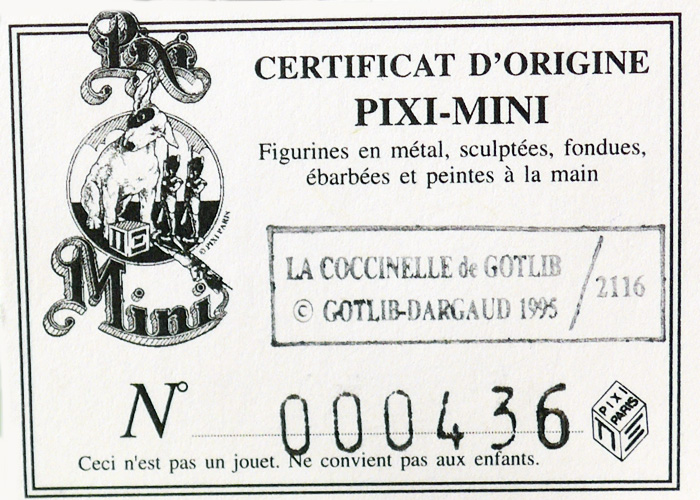 Pixi
Mini
© PIXI PARIS
CERTIFICAT D'ORIGINE
PIXI-MINI
Figurines en métal, sculptées, fondues,
ébarbées et peintes à la main
LA COCCINELLE de GOTLIB
© GOTLIB-DARGAUD 1995 / 2116
N° 000436
PIXI
PARIS
Ceci n'est pas un jouet. Ne convient pas aux enfants.